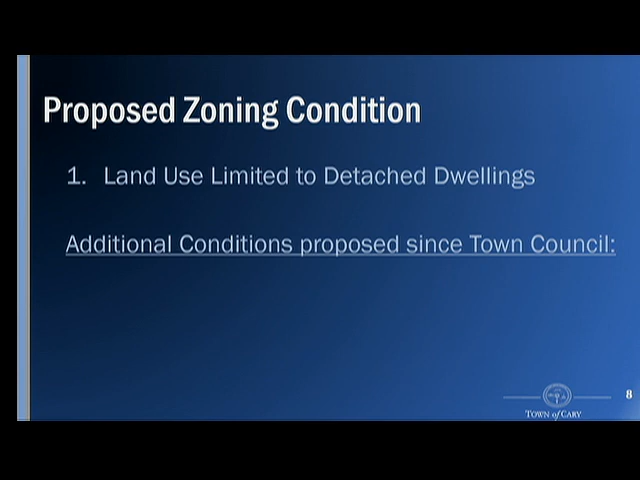 Proposed Zoning Condition
1. Land Use Limited to Detached Dwellings
Additional Conditions proposed since Town Council:
8
TOWN of CARY